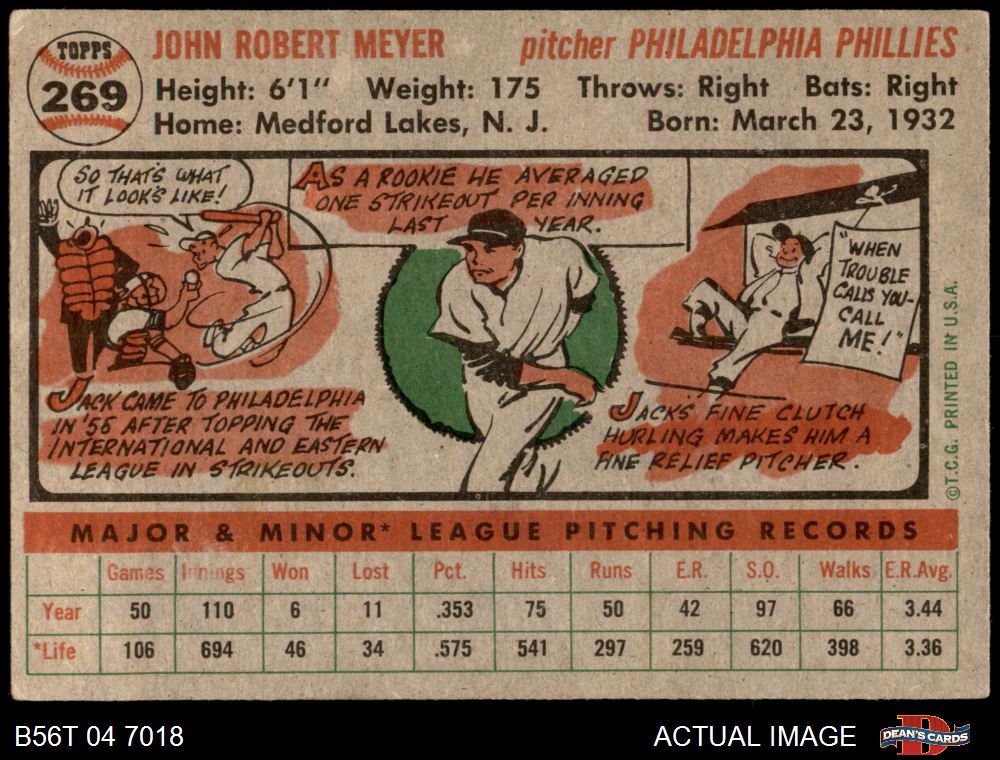 TOPPS
269
JOHN ROBERT MEYER pitcher PHILADELPHIA PHILLIES
Height: 6'1" Weight: 175 Throws: Right Bats: Right
Home: Medford Lakes, N. J. Born: March 23, 1932
SO THAT'S WHAT
IT LOOKS LIKE!
AS A ROOKIE HE AVERAGED
ONE STRIKEOUT PER INNING
LAST YEAR.
"WHEN
TROUBLE
CALLS YOU-
CALL
ME!"
JACK CAME TO PHILADELPHIA
IN '55 AFTER TOPPING THE
INTERNATIONAL AND EASTERN
LEAGUE IN STRIKEOUTS.
JACK'S FINE CLUTCH
HURLING MAKES HIM A
FINE RELIEF PITCHER.
©T.C.G. PRINTED IN U.S.A.
MAJOR & MINOR* LEAGUE PITCHING RECORDS
Games Innings Won Lost Pct. Hits Runs E.R. S.O. Walks E.R.Avg.
Year 50 110 6 11 .353 75 50 42 97 66 3.44
*Life 106 694 46 34 .575 541 297 259 620 398 3.36
B56T 04 7018 ACTUAL IMAGE DEAN'S CARDS